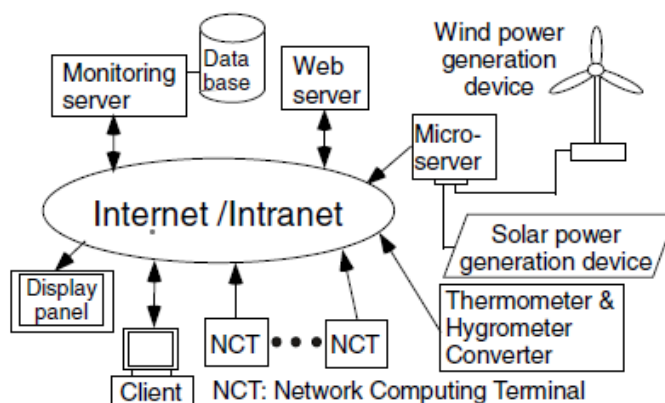 Monitoring
server
Data
base
Web
server
Wind power
generation
device
Micro-
server
Internet /Intranet
Solar power
generation device
Display
panel
Thermometer &
Hygrometer
Converter
NCT
NCT
Client
NCT: Network Computing Terminal